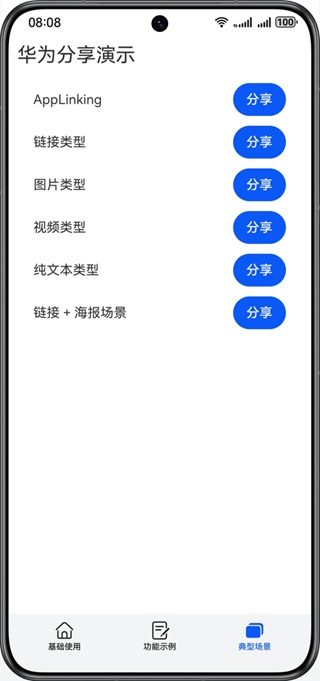 08:08
100
华为分享演示
AppLinking 分享
链接类型 分享
图片类型 分享
视频类型 分享
纯文本类型 分享
链接 + 海报场景 分享
基础使用 功能示例 典型场景